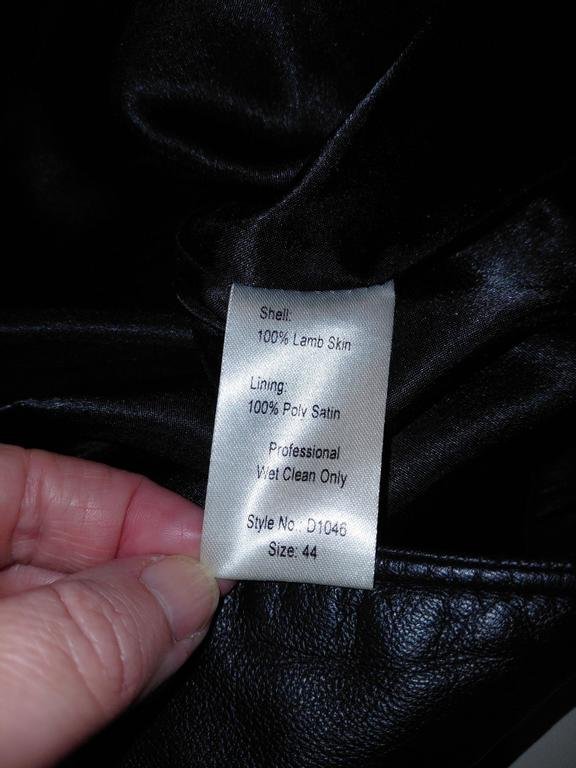 Shell:
100% Lamb Skin
Lining:
100% Poly Satin
Professional
Wet Clean Only
Style No.: D1046
Size: 44